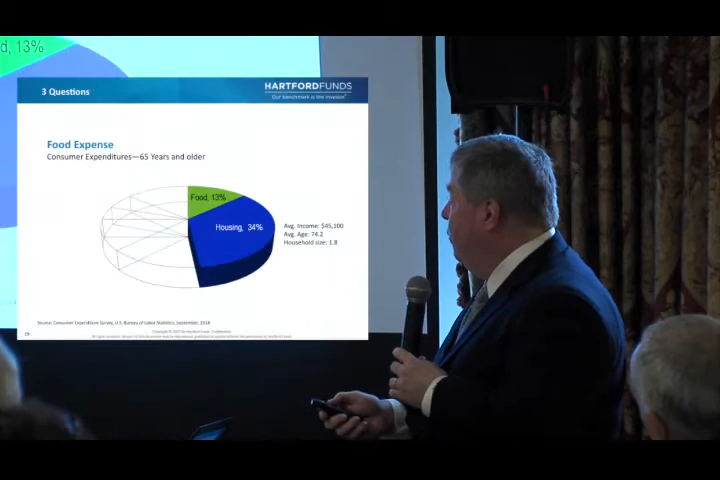 d, 13%
3 Questions
HARTFORDFUNDS
Our benchmark is the investor.®
Food Expense
Consumer Expenditures—65 Years and older
Food, 13%
Housing, 34%
Avg. Income: $45,100
Avg. Age: 74.2
Household size: 1.8
Source: Consumer Expenditure Survey, U.S. Bureau of Labor Statistics, September, 2014